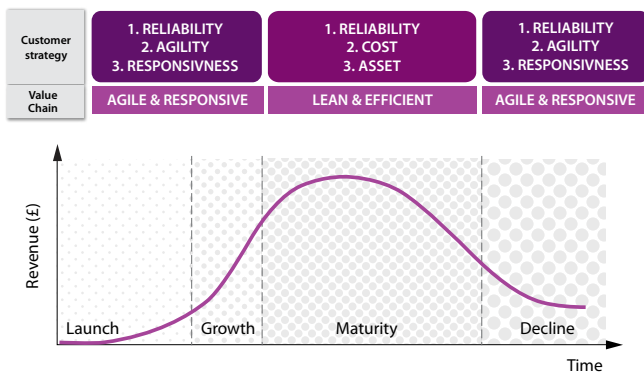 Customer
strategy
1. RELIABILITY
2. AGILITY
3. RESPONSIVNESS
1. RELIABILITY
2. COST
3. ASSET
1. RELIABILITY
2. AGILITY
3. RESPONSIVNESS
Value
Chain
AGILE & RESPONSIVE
LEAN & EFFICIENT
AGILE & RESPONSIVE
Revenue (£)
Launch
Growth
Maturity
Decline
Time